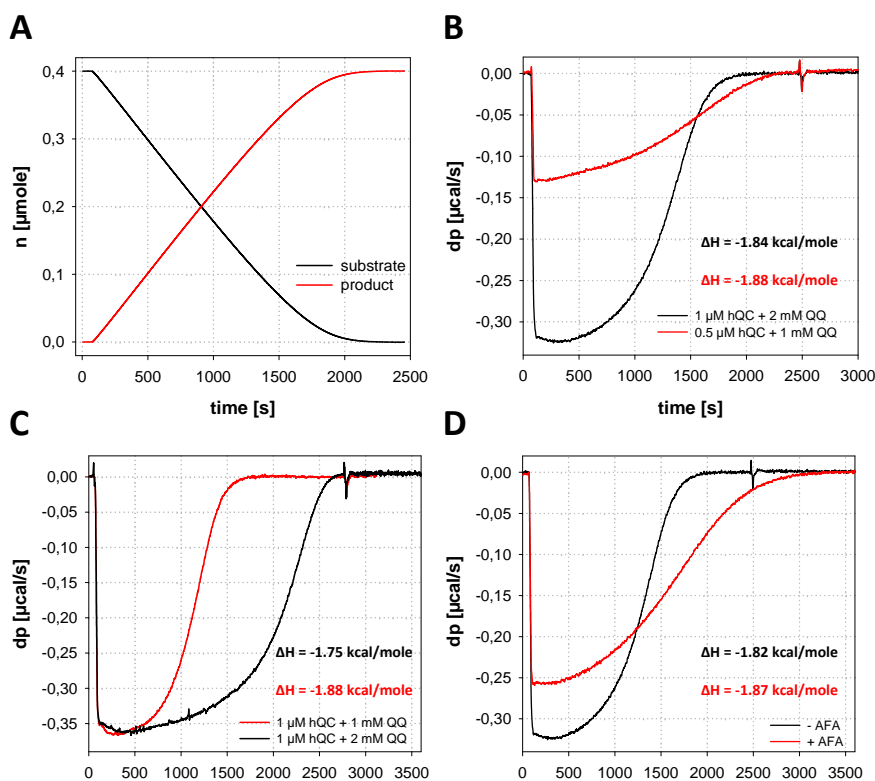 A
0,4
0,3
0,2
0,1
0,0
n [µmole]
substrate
product
0
500
1000
1500
2000
2500
time [s]
B
0,00
-0,05
-0,10
-0,15
-0,20
-0,25
-0,30
dp [µcal/s]
ΔH = -1.84 kcal/mole
ΔH = -1.88 kcal/mole
1 µM hQC + 2 mM QQ
0.5 µM hQC + 1 mM QQ
0
500
1000
1500
2000
2500
3000
time [s]
C
0,00
-0,05
-0,10
-0,15
-0,20
-0,25
-0,30
-0,35
dp [µcal/s]
ΔH = -1.75 kcal/mole
ΔH = -1.88 kcal/mole
1 µM hQC + 1 mM QQ
1 µM hQC + 2 mM QQ
0
500
1000
1500
2000
2500
3000
3500
D
0,00
-0,05
-0,10
-0,15
-0,20
-0,25
-0,30
dp [µcal/s]
ΔH = -1.82 kcal/mole
ΔH = -1.87 kcal/mole
- AFA
+ AFA
0
500
1000
1500
2000
2500
3000
3500